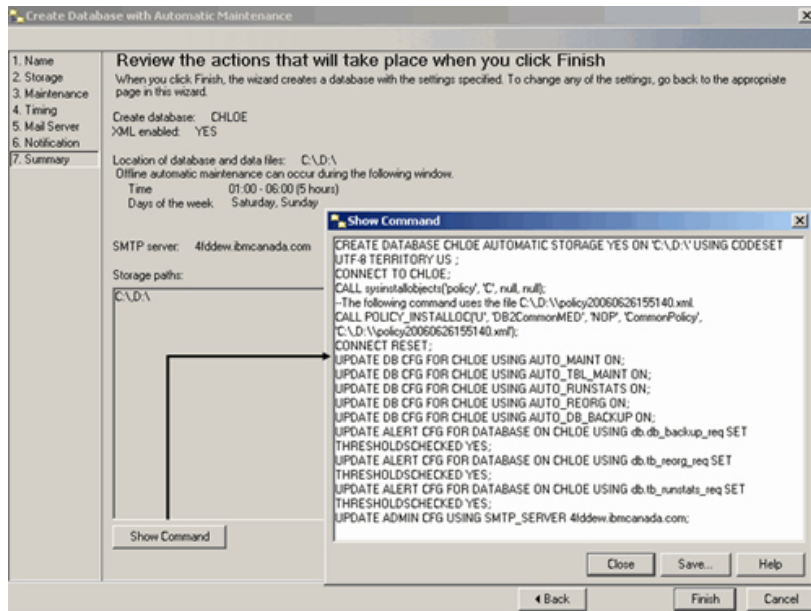 Create Database with Automatic Maintenance
1. Name
2. Storage
3. Maintenance
4. Timing
5. Mail Server
6. Notification
7. Summary
Review the actions that will take place when you click Finish
When you click Finish, the wizard creates a database with the settings specified. To change any of the settings, go back to the appropriate
page in this wizard.
Create database: CHLOE
XML enabled: YES
Location of database and data files: C:\,D:\
Offline automatic maintenance can occur during the following window.
Time 01:00 - 06:00 (5 hours)
Days of the week Saturday, Sunday
SMTP server: 4fddew.ibmcanada.com
Storage paths:
C:\,D:\
Show Command
Show Command
CREATE DATABASE CHLOE AUTOMATIC STORAGE YES ON 'C:\,D:\' USING CODESET
UTF-8 TERRITORY US ;
CONNECT TO CHLOE;
CALL sysinstallobjects('policy', 'C', null, null);
--The following command uses the file C:\,D:\\policy20060626155140.xml.
CALL POLICY_INSTALLOC('U', 'DB2CommonMED', 'NOP', 'CommonPolicy',
'C:\,D:\\policy20060626155140.xml');
CONNECT RESET;
UPDATE DB CFG FOR CHLOE USING AUTO_MAINT ON;
UPDATE DB CFG FOR CHLOE USING AUTO_TBL_MAINT ON;
UPDATE DB CFG FOR CHLOE USING AUTO_RUNSTATS ON;
UPDATE DB CFG FOR CHLOE USING AUTO_REORG ON;
UPDATE DB CFG FOR CHLOE USING AUTO_DB_BACKUP ON;
UPDATE ALERT CFG FOR DATABASE ON CHLOE USING db.db_backup_req SET
THRESHOLDSCHECKED YES;
UPDATE ALERT CFG FOR DATABASE ON CHLOE USING db.tb_reorg_req SET
THRESHOLDSCHECKED YES;
UPDATE ALERT CFG FOR DATABASE ON CHLOE USING db.tb_runstats_req SET
THRESHOLDSCHECKED YES;
UPDATE ADMIN CFG USING SMTP_SERVER 4fddew.ibmcanada.com;
Close Save... Help
Back Finish Cancel